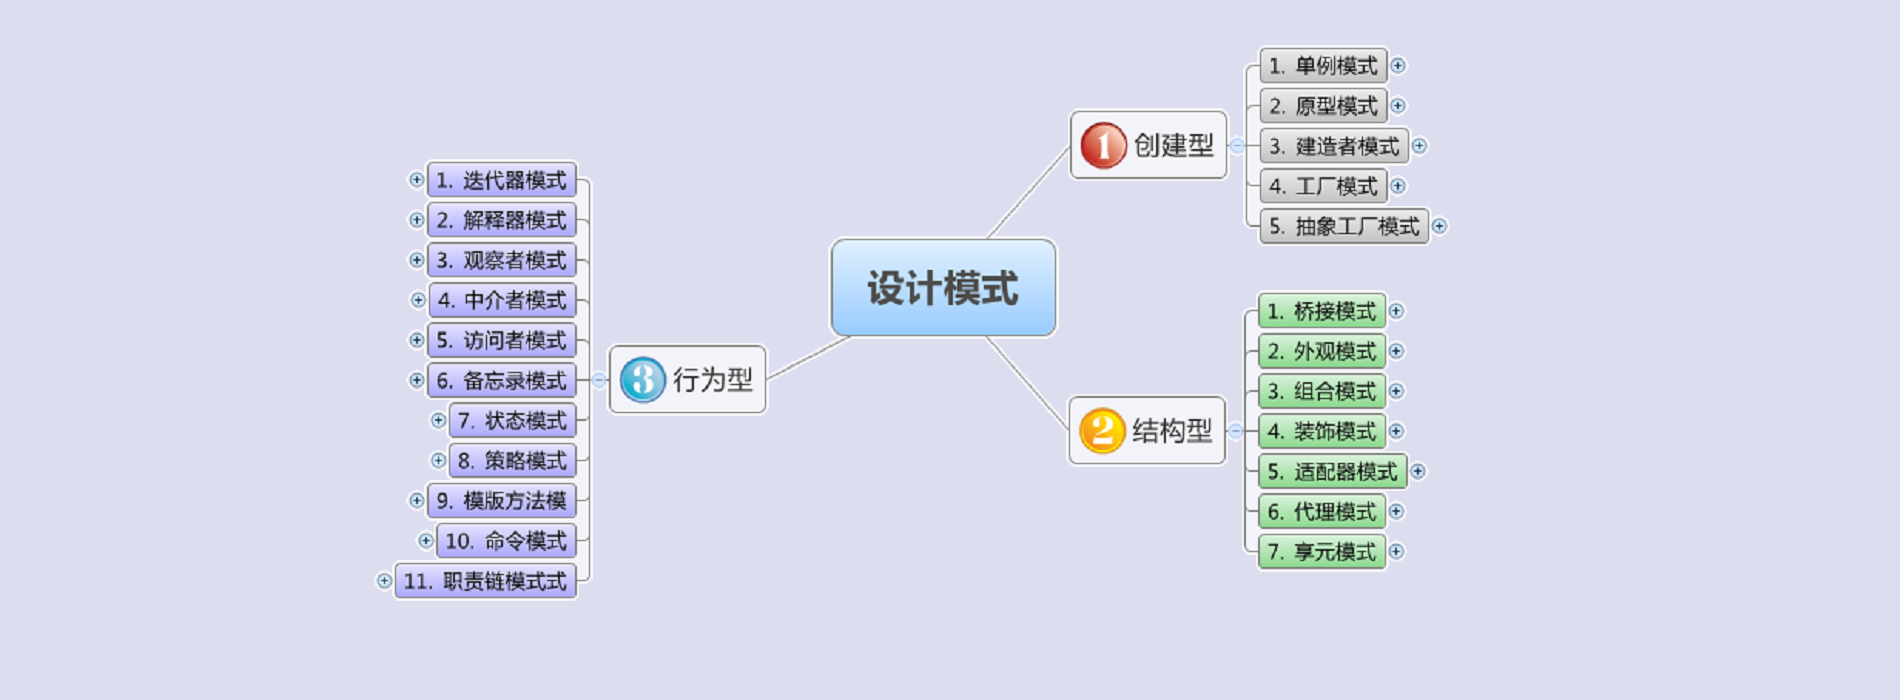 设计模式
1 创建型
1. 单例模式
2. 原型模式
3. 建造者模式
4. 工厂模式
5. 抽象工厂模式
2 结构型
1. 桥接模式
2. 外观模式
3. 组合模式
4. 装饰模式
5. 适配器模式
6. 代理模式
7. 享元模式
3 行为型
1. 迭代器模式
2. 解释器模式
3. 观察者模式
4. 中介者模式
5. 访问者模式
6. 备忘录模式
7. 状态模式
8. 策略模式
9. 模版方法模
10. 命令模式
11. 职责链模式式